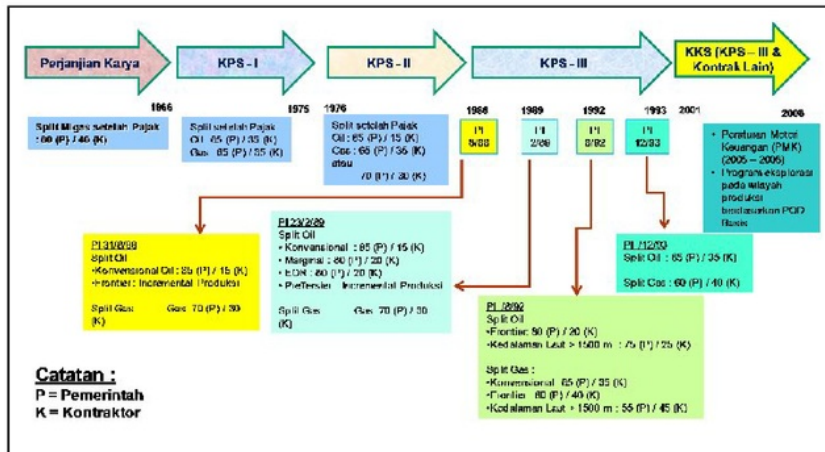 Perjanjian Karya
KPS - I
KPS - II
KPS - III
KKS (KPS – III & Kontrak Lain)
1966
1975
1976
1988
1989
1992
1993
2001
Split Migas setelah Pajak
: 60 (P) / 40 (K)
Split setelah Pajak
Oil : 65 (P) / 35 (K)
Gas : 65 (P) / 35 (K)
Split setelah Pajak
Oil : 65 (P) / 15 (K)
Gas : 65 (P) / 35 (K)
atau
70 (P) / 30 (K)
PI
8/88
PI
2/89
PI
8/92
PI
12/93
• Peraturan Mentri
Keuangan (PMK)
• Program eksplorasi
pada wilayah
produksi
berdasarkan POD
Basis
PI 31/8/88
Split Oil
•Konvensional Oil : 85 (P) / 15 (K)
•Frontier : Incremental Produksi
Split Gas Gas 70 (P) / 30
(K)
PI 23/2/89
Split Oil
•Konvensional : 85 (P) / 15 (K)
•Marginal : 80 (P) / 20 (K)
•EOR : 80 (P) / 20 (K)
•PreTersier Incremental Produksi
Split Gas Gas 70 (P) / 30
(K)
PI /8/92
Split Oil
•Frontier: 80 (P) / 20 (K)
•Kedalaman Laut > 1500 m : 75 (P) / 25 (K)
Split Gas :
•Konvensional 65 (P) / 35 (K)
•Frontier : 60 (P) / 40 (K)
•Kedalaman Laut > 1500 m : 55 (P) / 45 (K)
PI /12/93
Split Oil : 65 (P) / 35 (K)
Split Gas : 60 (P) / 40 (K)
Catatan :
P = Pemerintah
K = Kontraktor